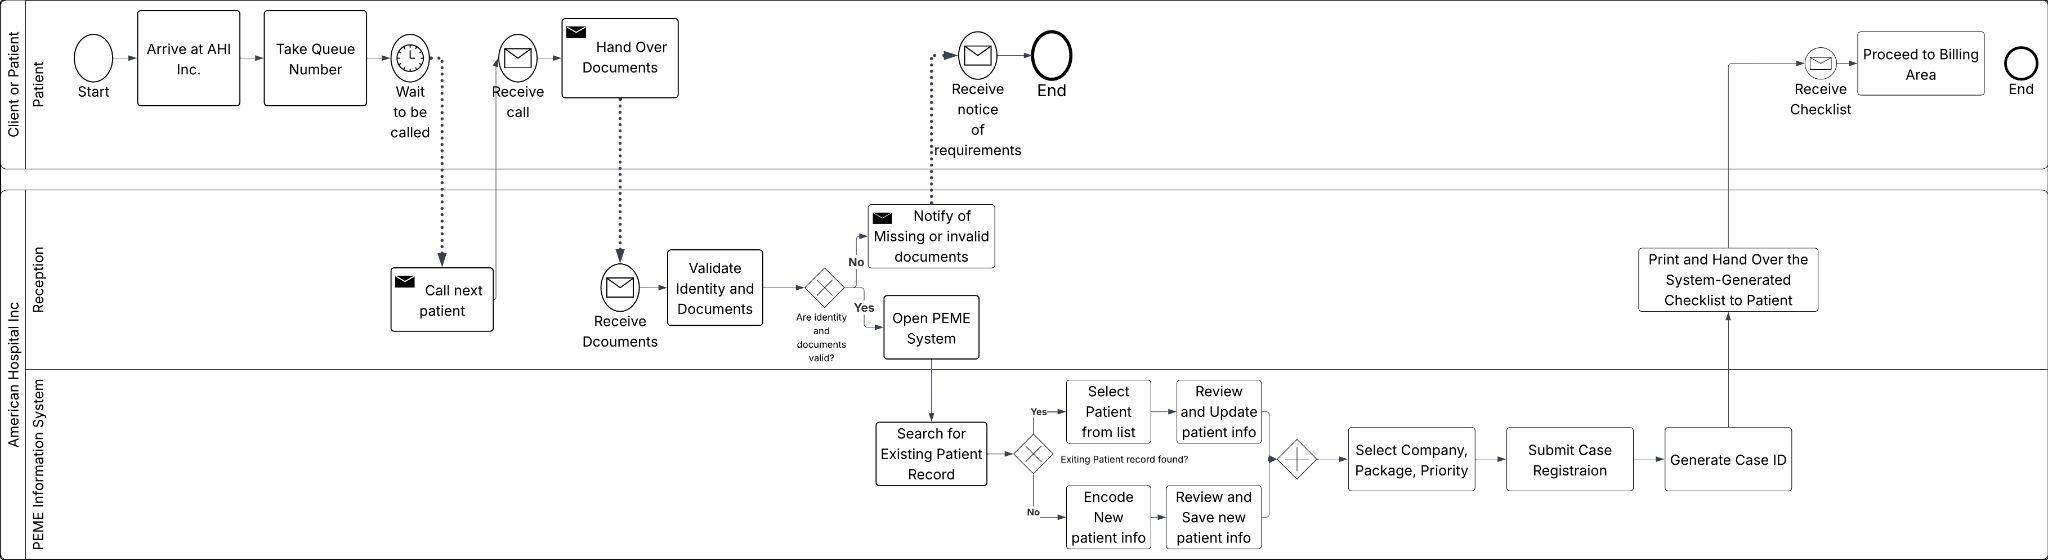 Client or Patient
Patient
Start
Arrive at AHI
Inc.
Take Queue
Number
Wait
to be
called
Receive
call
Hand Over
Documents
Receive
notice
of
requirements
End
Receive
Checklist
Proceed to Billing
Area
End
American Hospital Inc
Reception
Call next
patient
Receive
Dcouments
Validate
Identity and
Documents
Are identity
and
documents
valid?
No
Yes
Notify of
Missing or invalid
documents
Open PEME
System
Print and Hand Over the
System-Generated
Checklist to Patient
PEME Information System
Search for
Existing Patient
Record
Yes
No
Exiting Patient record found?
Select
Patient
from list
Review
and Update
patient info
Encode
New
patient info
Review and
Save new
patient info
Select Company,
Package, Priority
Submit Case
Registraion
Generate Case ID